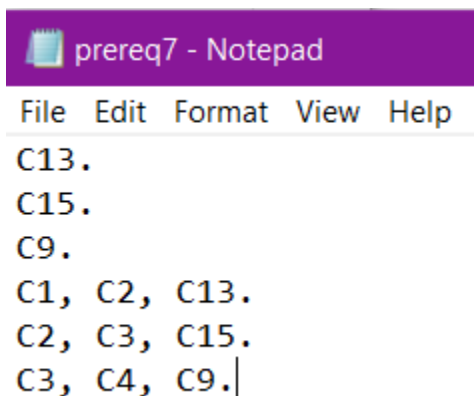 prereq7 - Notepad
File Edit Format View Help
C13.
C15.
C9.
C1, C2, C13.
C2, C3, C15.
C3, C4, C9.